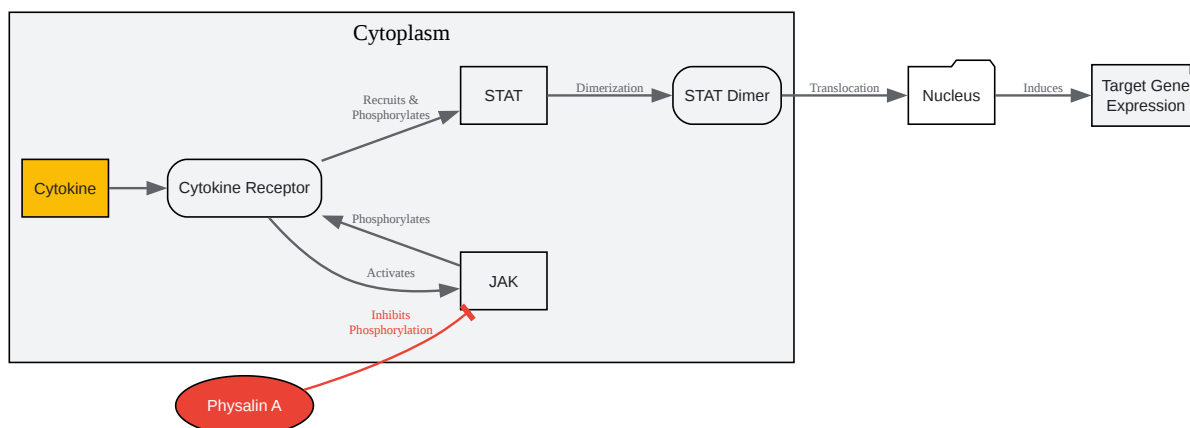 Cytoplasm
Recruits &
Phosphorylates
STAT
Dimerization
STAT Dimer
Translocation
Nucleus
Induces
Target Gene
Expression
Cytokine
Cytokine Receptor
Phosphorylates
Activates
JAK
Inhibits
Phosphorylation
Physalin A